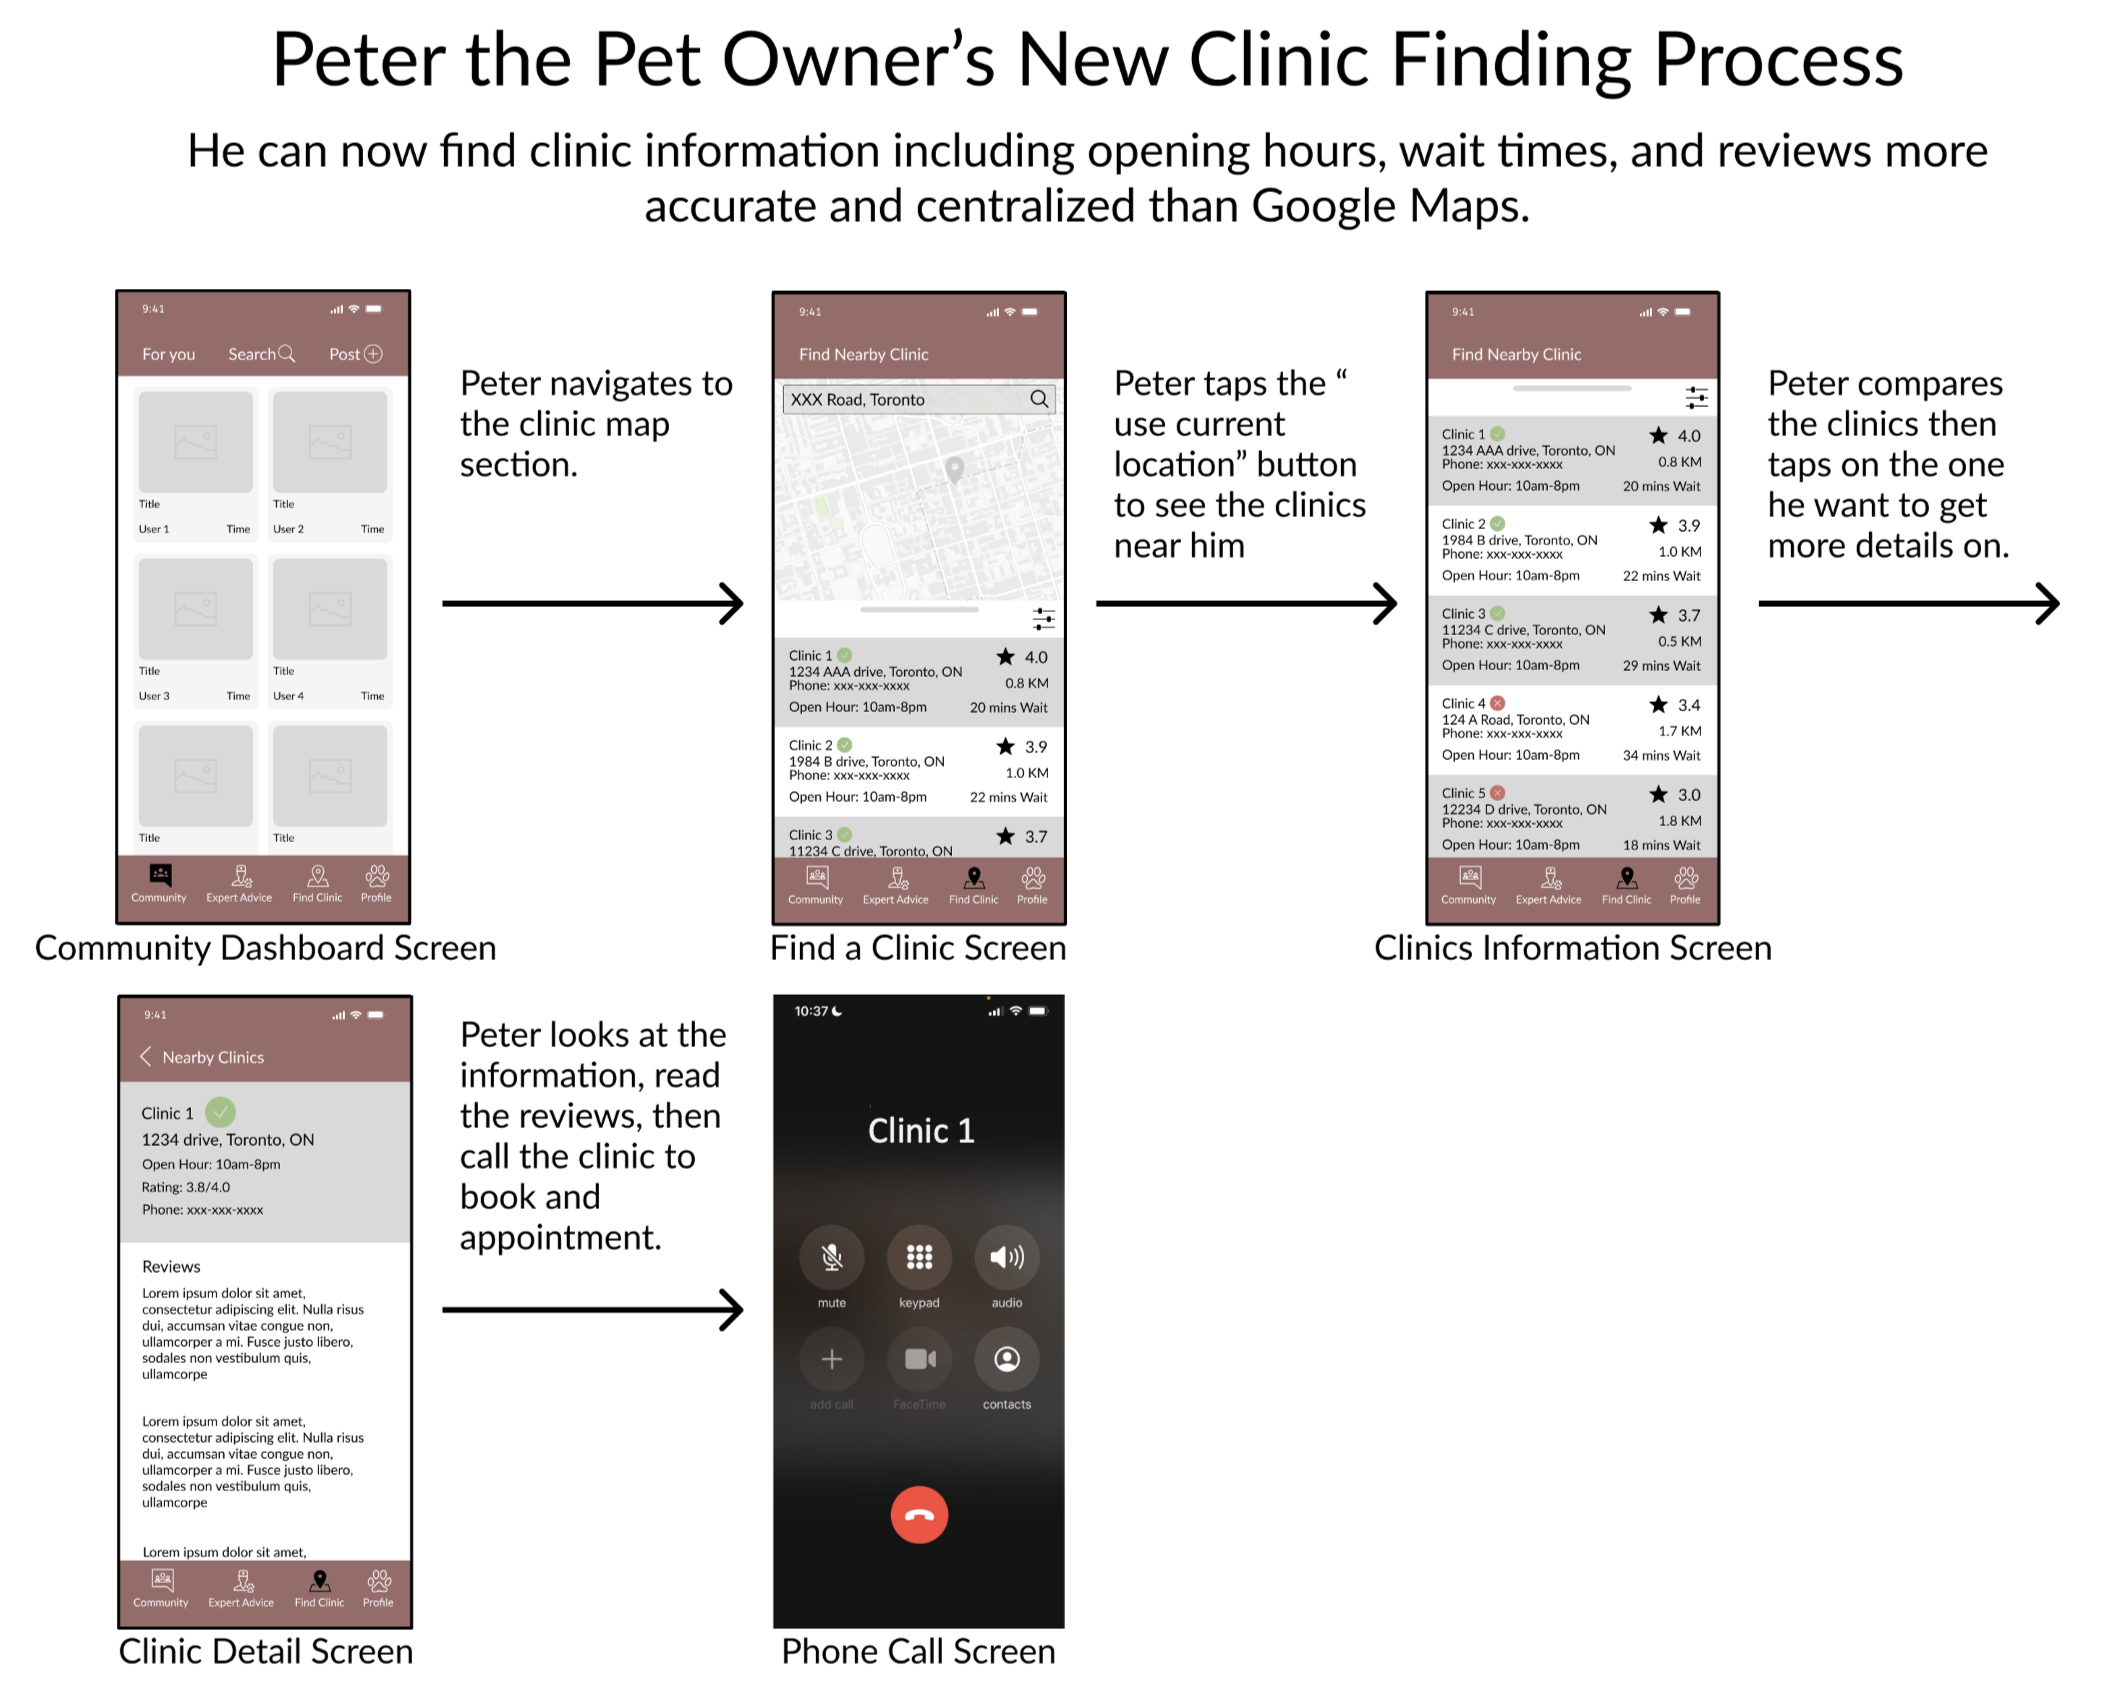 Peter the Pet Owner’s New Clinic Finding Process
He can now find clinic information including opening hours, wait times, and reviews more
accurate and centralized than Google Maps.
9:41
For you Search Post
Title Title
User 1 Time User 2 Time
Title Title
User 3 Time User 4 Time
Title Title
Community Expert Advice Find Clinic Profile
Community Dashboard Screen
Peter navigates to
the clinic map
section.
9:41
Find Nearby Clinic
XXX Road, Toronto
Clinic 1 4.0
1234 AAA drive, Toronto, ON
Phone: xxx-xxx-xxxx 0.8 KM
Open Hour: 10am-8pm 20 mins Wait
Clinic 2 3.9
1984 B drive, Toronto, ON
Phone: xxx-xxx-xxxx 1.0 KM
Open Hour: 10am-8pm 22 mins Wait
Clinic 3 3.7
11234 C drive, Toronto, ON
Community Expert Advice Find Clinic Profile
Find a Clinic Screen
Peter taps the “
use current
location” button
to see the clinics
near him
9:41
Find Nearby Clinic
Clinic 1 4.0
1234 AAA drive, Toronto, ON
Phone: xxx-xxx-xxxx 0.8 KM
Open Hour: 10am-8pm 20 mins Wait
Clinic 2 3.9
1984 B drive, Toronto, ON
Phone: xxx-xxx-xxxx 1.0 KM
Open Hour: 10am-8pm 22 mins Wait
Clinic 3 3.7
11234 C drive, Toronto, ON
Phone: xxx-xxx-xxxx 0.5 KM
Open Hour: 10am-8pm 29 mins Wait
Clinic 4 3.4
124 A Road, Toronto, ON
Phone: xxx-xxx-xxxx 1.7 KM
Open Hour: 10am-8pm 34 mins Wait
Clinic 5 3.0
12234 D drive, Toronto, ON
Phone: xxx-xxx-xxxx 1.8 KM
Open Hour: 10am-8pm 18 mins Wait
Community Expert Advice Find Clinic Profile
Clinics Information Screen
Peter compares
the clinics then
taps on the one
he want to get
more details on.
9:41
Nearby Clinics
Clinic 1
1234 drive, Toronto, ON
Open Hour: 10am-8pm
Rating: 3.8/4.0
Phone: xxx-xxx-xxxx
Reviews
Lorem ipsum dolor sit amet,
consectetur adipiscing elit. Nulla risus
dui, accumsan vitae congue non,
ullamcorper a mi. Fusce justo libero,
sodales non vestibulum quis,
ullamcorpe
Lorem ipsum dolor sit amet,
consectetur adipiscing elit. Nulla risus
dui, accumsan vitae congue non,
ullamcorper a mi. Fusce justo libero,
sodales non vestibulum quis,
ullamcorpe
Lorem ipsum dolor sit amet,
Community Expert Advice Find Clinic Profile
Clinic Detail Screen
Peter looks at the
information, read
the reviews, then
call the clinic to
book and
appointment.
10:37
Clinic 1
mute keypad audio
add call FaceTime contacts
Phone Call Screen